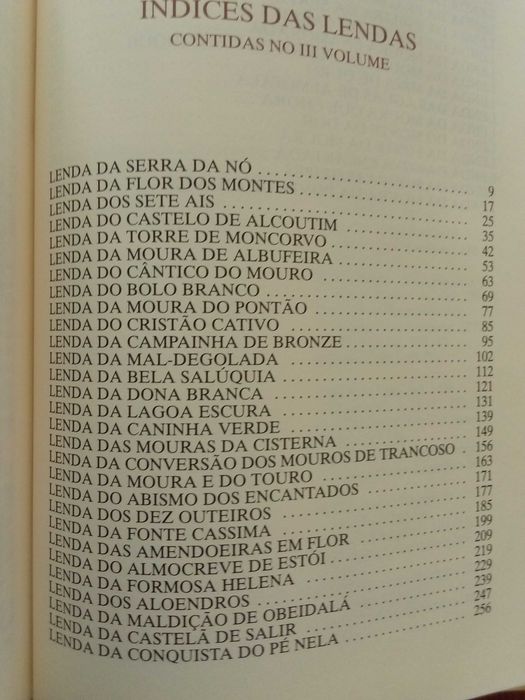 ÍNDICES DAS LENDAS
CONTIDAS NO III VOLUME
LENDA DA SERRA DA NÓ 9
LENDA DA FLOR DOS MONTES 17
LENDA DOS SETE AIS 25
LENDA DO CASTELO DE ALCOUTIM 35
LENDA DA TORRE DE MONCORVO 42
LENDA DA MOURA DE ALBUFEIRA 53
LENDA DO CÂNTICO DO MOURO 63
LENDA DO BOLO BRANCO 69
LENDA DA MOURA DO PONTÃO 77
LENDA DO CRISTÃO CATIVO 85
LENDA DA CAMPAINHA DE BRONZE 95
LENDA DA MAL-DEGOLADA 102
LENDA DA BELA SALÚQUIA 112
LENDA DA DONA BRANCA 121
LENDA DA LAGOA ESCURA 131
LENDA DA CANINHA VERDE 139
LENDA DAS MOURAS DA CISTERNA 149
LENDA DA CONVERSÃO DOS MOUROS DE TRANCOSO 156
LENDA DA MOURA E DO TOURO 163
LENDA DO ABISMO DOS ENCANTADOS 171
LENDA DOS DEZ OUTEIROS 177
LENDA DA FONTE CASSIMA 185
LENDA DAS AMENDOEIRAS EM FLOR 199
LENDA DO ALMOCREVE DE ESTÓI 209
LENDA DA FORMOSA HELENA 219
LENDA DOS ALOENDROS 229
LENDA DA MALDIÇÃO DE OBEIDALÁ 239
LENDA DA CASTELÃ DE SALIR 247
LENDA DA CONQUISTA DO PÉ NELA 256